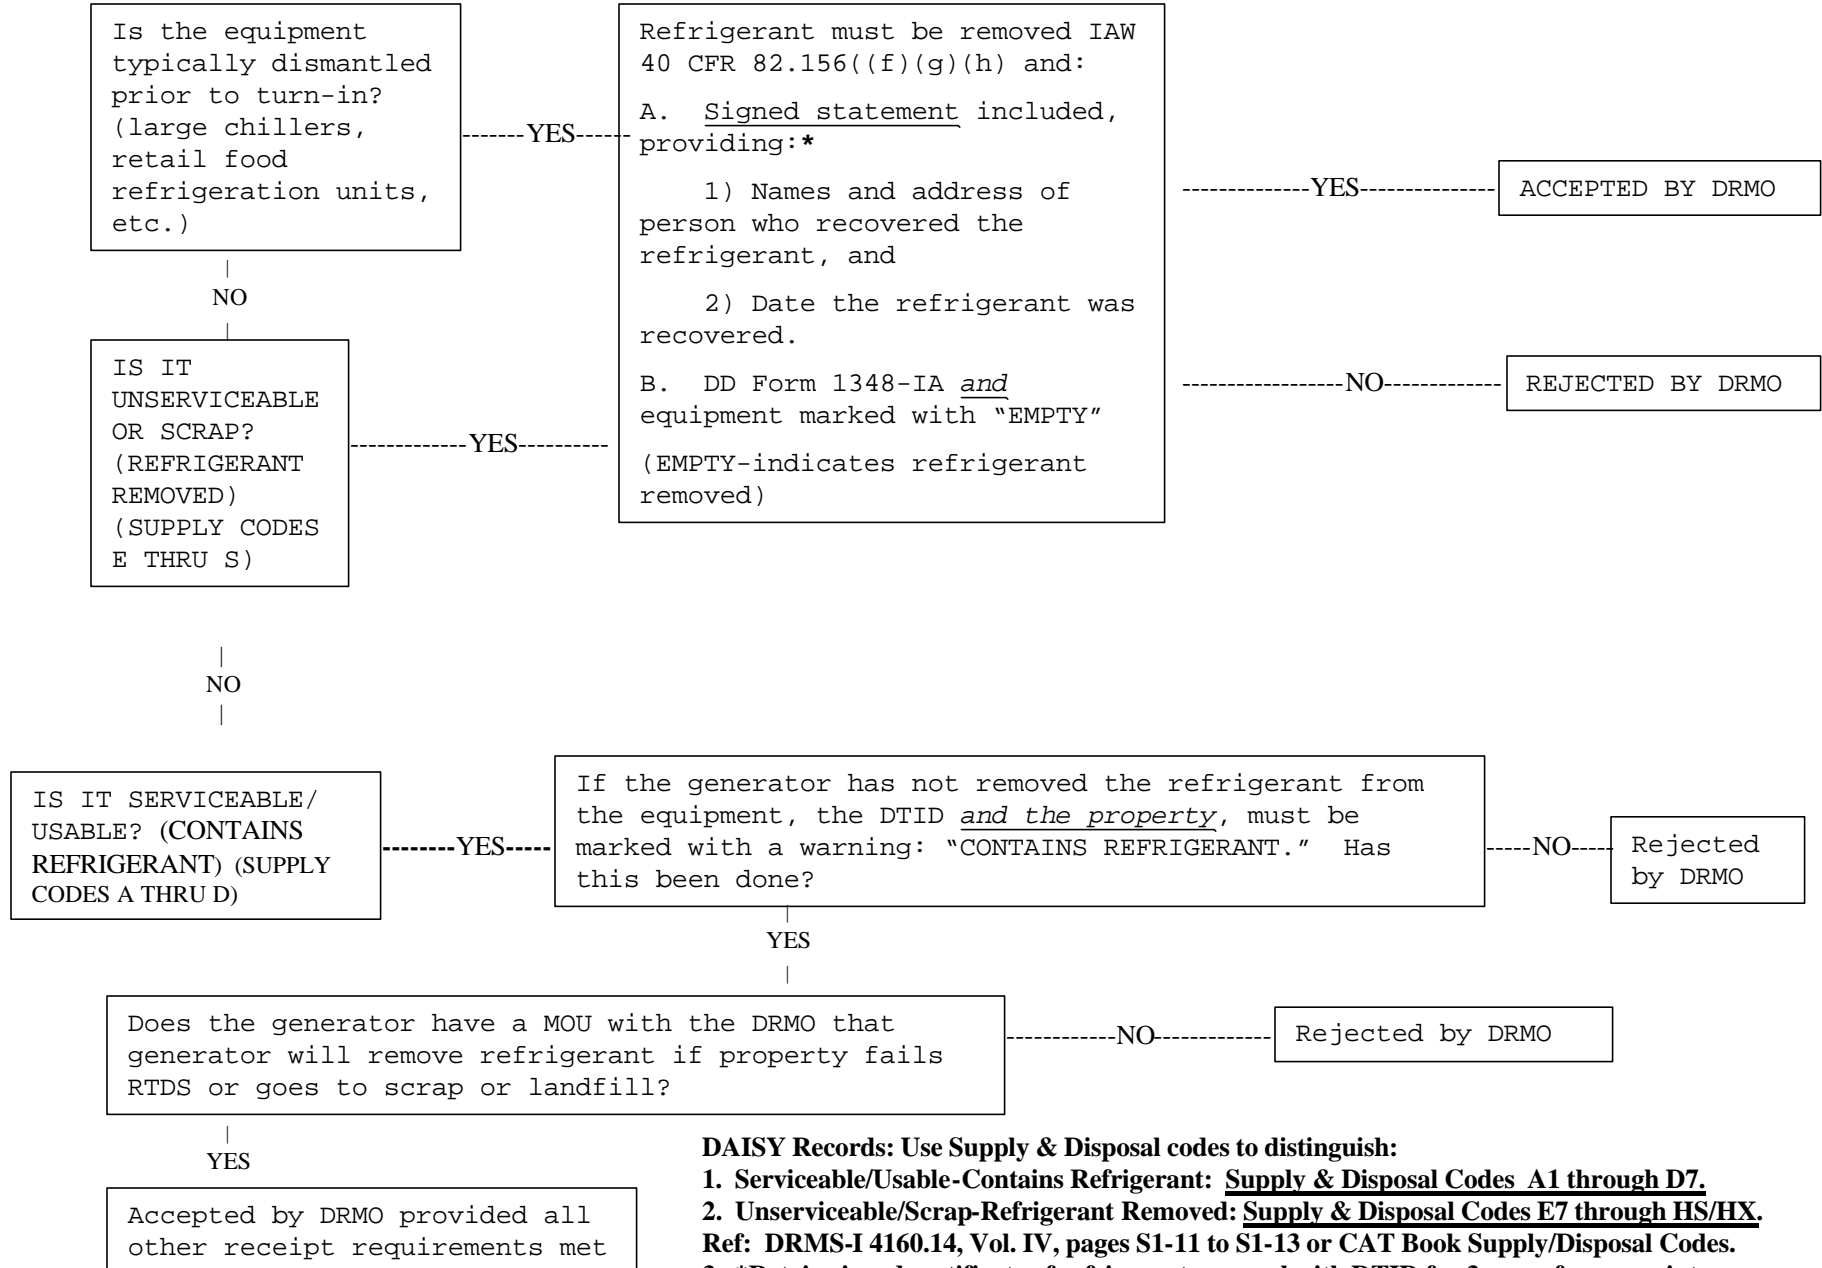 Is the equipment
typically dismantled
prior to turn-in?
(large chillers,
retail food
refrigeration units,
etc.)
-------YES------
Refrigerant must be removed IAW
40 CFR 82.156((f)(g)(h) and:
A. Signed statement included,
providing:*
1) Names and address of
person who recovered the
refrigerant, and
2) Date the refrigerant was
recovered.
B. DD Form 1348-IA and
equipment marked with “EMPTY”
(EMPTY-indicates refrigerant
removed)
--------------YES---------------
ACCEPTED BY DRMO
------------------NO-------------
REJECTED BY DRMO
|
NO
|
IS IT
UNSERVICEABLE
OR SCRAP?
(REFRIGERANT
REMOVED)
(SUPPLY CODES
E THRU S)
-------------YES----------
|
NO
|
IS IT SERVICEABLE/
USABLE? (CONTAINS
REFRIGERANT) (SUPPLY
CODES A THRU D)
--------YES-----
If the generator has not removed the refrigerant from
the equipment, the DTID and the property, must be
marked with a warning: “CONTAINS REFRIGERANT.” Has
this been done?
-----NO-----
Rejected
by DRMO
|
YES
|
Does the generator have a MOU with the DRMO that
generator will remove refrigerant if property fails
RTDS or goes to scrap or landfill?
------------NO-------------
Rejected by DRMO
|
YES
Accepted by DRMO provided all
other receipt requirements met
DAISY Records: Use Supply & Disposal codes to distinguish:
1. Serviceable/Usable-Contains Refrigerant: Supply & Disposal Codes A1 through D7.
2. Unserviceable/Scrap-Refrigerant Removed: Supply & Disposal Codes E7 through HS/HX.
Ref: DRMS-I 4160.14, Vol. IV, pages S1-11 to S1-13 or CAT Book Supply/Disposal Codes.